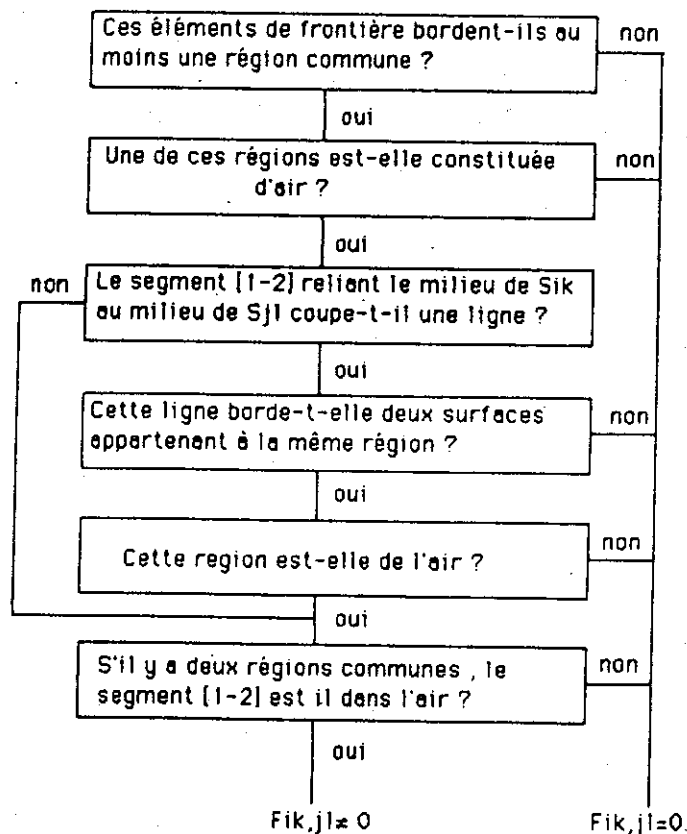 Ces éléments de frontière bordent-ils au
moins une région commune ?
non
oui
Une de ces régions est-elle constituée
d'air ?
non
oui
non
Le segment [1-2] reliant le milieu de Sik
au milieu de Sjl coupe-t-il une ligne ?
oui
Cette ligne borde-t-elle deux surfaces
appartenant à la même région ?
non
oui
Cette region est-elle de l'air ?
non
oui
S'il y a deux régions communes , le
segment [1-2] est il dans l'air ?
non
oui
Fik,jl≠ 0
Fik,jl=0